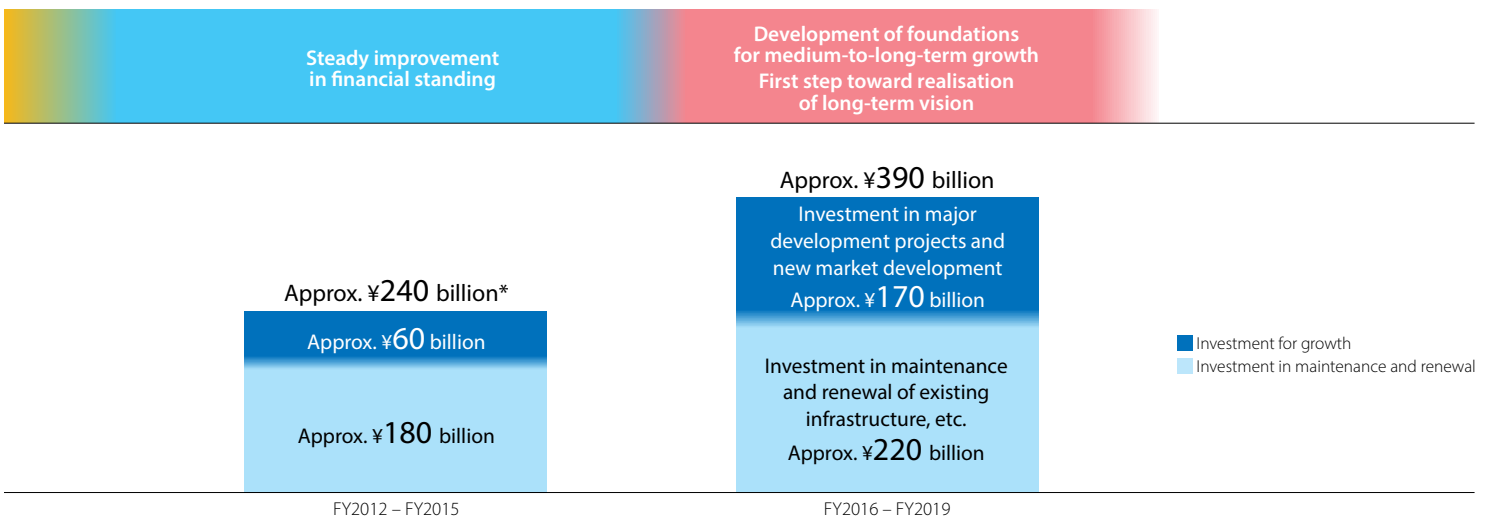 Steady improvement
in financial standing
Development of foundations
for medium-to-long-term growth
First step toward realisation
of long-term vision
Approx. ¥240 billion*
Approx. ¥60 billion
Approx. ¥180 billion
FY2012 – FY2015
Approx. ¥390 billion
Investment in major
development projects and
new market development
Approx. ¥170 billion
Investment in maintenance
and renewal of existing
infrastructure, etc.
Approx. ¥220 billion
FY2016 – FY2019
Investment for growth
Investment in maintenance and renewal